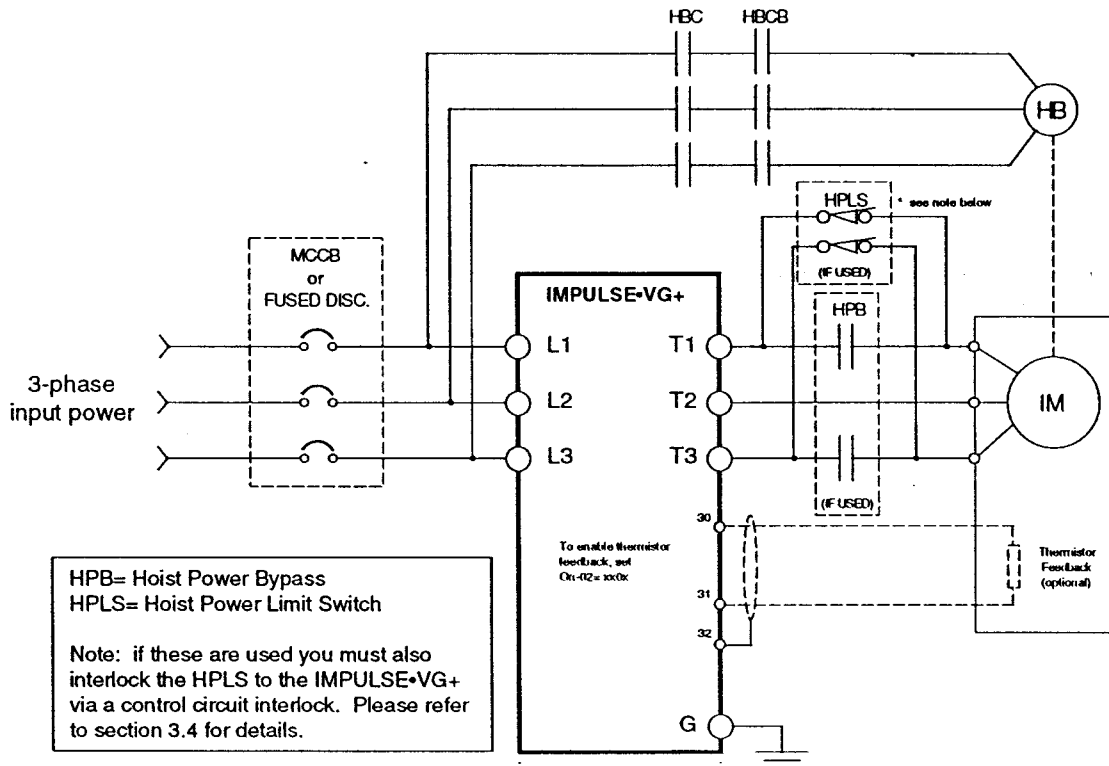 HBC HBCB
HB
HPLS * see note below
(IF USED)
MCCB
or
FUSED DISC.
IMPULSE•VG+
HPB
L1 T1
3-phase
input power
L2 T2
IM
L3 T3
(IF USED)
30
To enable thermistor
feedback, set
On-02= xx0x
Thermistor
Feedback
(optional)
31
32
HPB= Hoist Power Bypass
HPLS= Hoist Power Limit Switch
Note: if these are used you must also
interlock the HPLS to the IMPULSE•VG+
via a control circuit interlock. Please refer
to section 3.4 for details.
G